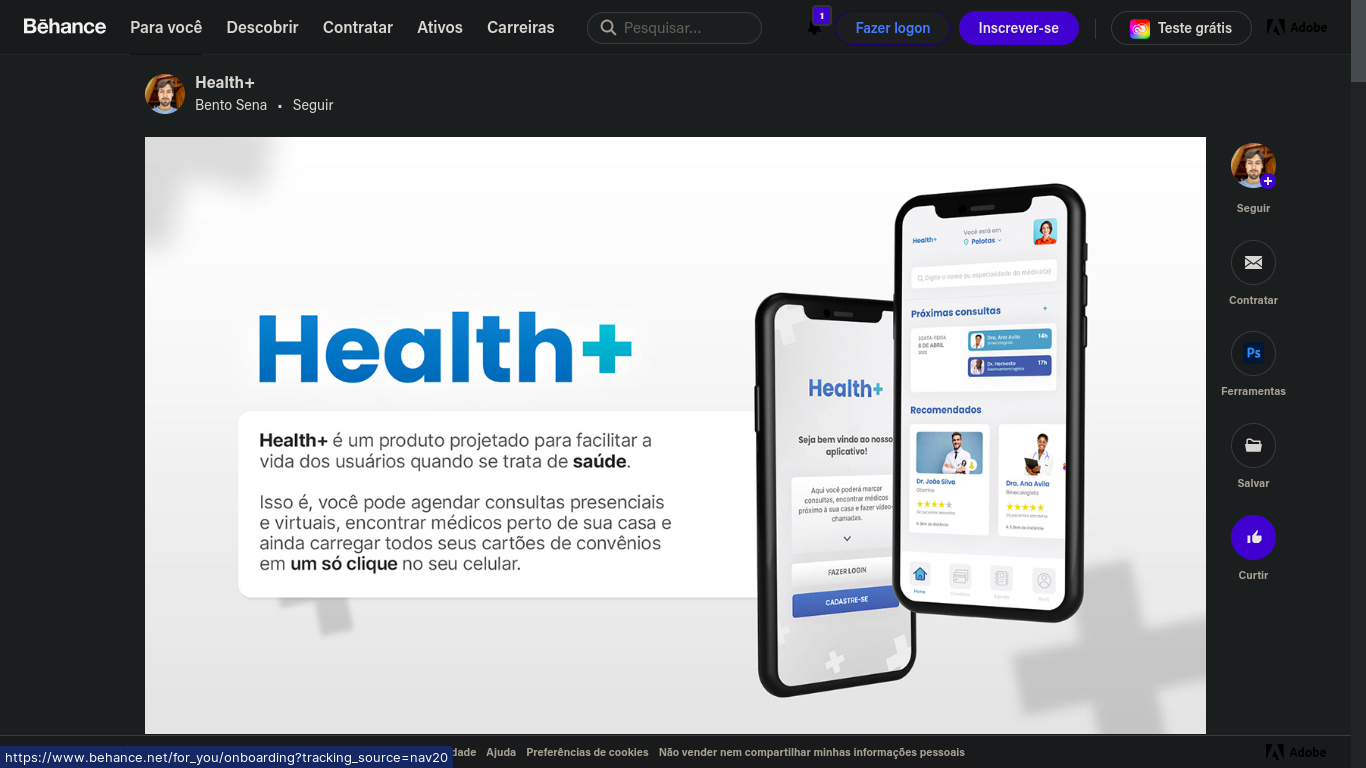 Bēhance
Para você
Descobrir
Contratar
Ativos
Carreiras
Pesquisar...
1
Fazer logon
Inscrever-se
Teste grátis
Adobe
Health+
Bento Sena • Seguir
Health+
Health+ é um produto projetado para facilitar a
vida dos usuários quando se trata de saúde.
Isso é, você pode agendar consultas presenciais
e virtuais, encontrar médicos perto de sua casa e
ainda carregar todos seus cartões de convênios
em um só clique no seu celular.
Health+
Seja bem vindo ao nosso
aplicativo!
Aqui você poderá marcar
consultas, encontrar médicos
próximo à sua casa e fazer vídeo-
chamadas.
FAZER LOGIN
CADASTRE-SE
Health+
Você está em
Pelotas
Digite o nome ou especialidade do médico(a)
Próximas consultas
+
SEXTA-FEIRA
8 DE ABRIL
2021
Dra. Ana Avila
Ginecologista
14h
Dr. Hernesto
17h
Recomendados
Dr. João Silva
Dra. Ana Avila
Ginecologista
Home
Seguir
Contratar
Ps
Ferramentas
Salvar
Curtir
dade
Ajuda
Preferências de cookies
Não vender nem compartilhar minhas informações pessoais
Adobe
https://www.behance.net/for_you/onboarding?tracking_source=nav20